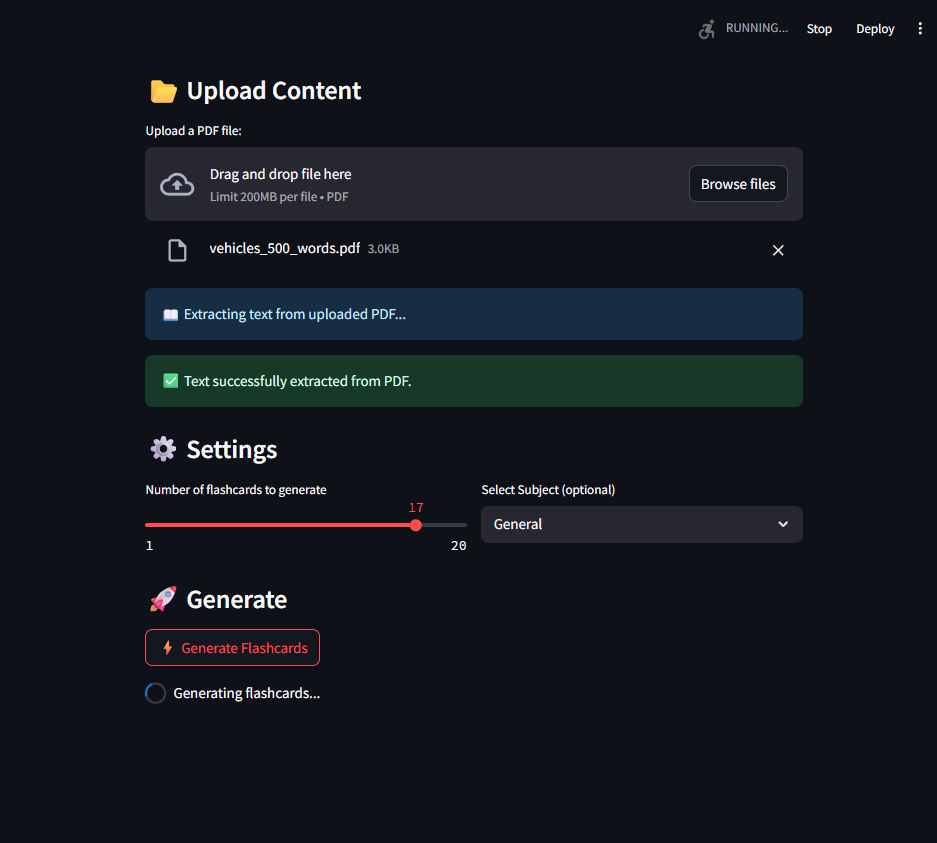 RUNNING...
Stop
Deploy
Upload Content
Upload a PDF file:
Drag and drop file here
Limit 200MB per file • PDF
Browse files
vehicles_500_words.pdf 3.0KB
Extracting text from uploaded PDF...
Text successfully extracted from PDF.
Settings
Number of flashcards to generate
17
1
20
Select Subject (optional)
General
Generate
Generate Flashcards
Generating flashcards...